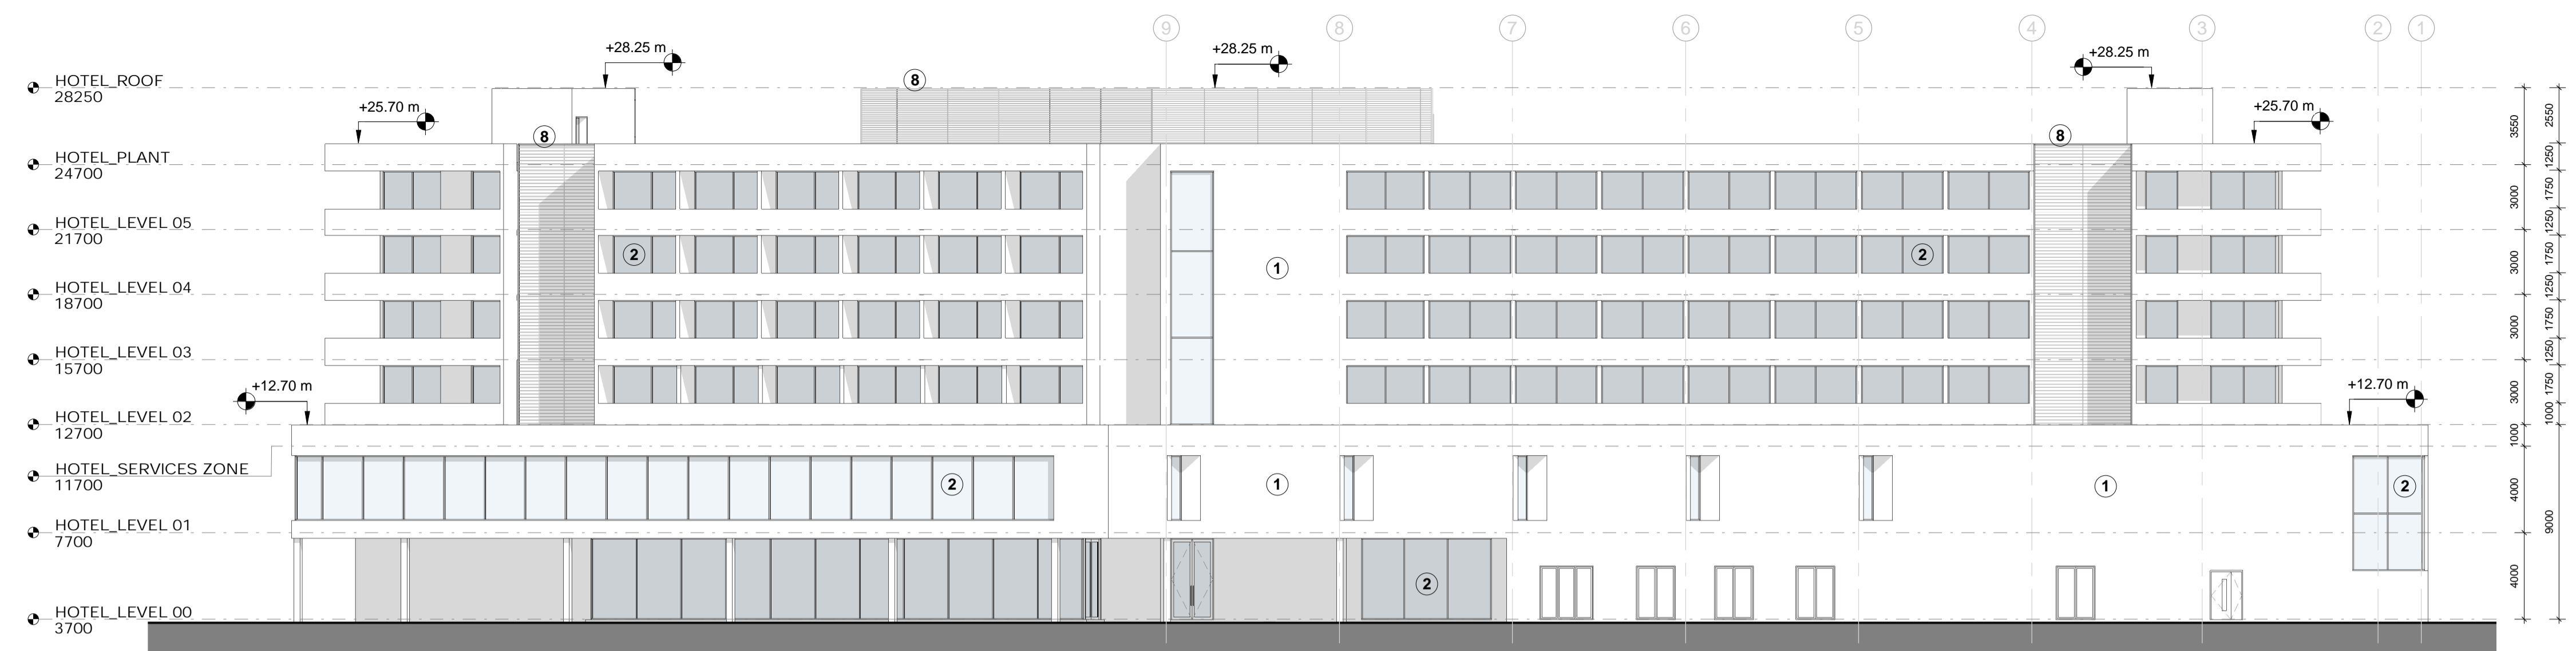 9 8 7 6 5 4 3 2 1
+28.25 m +28.25 m +28.25 m
HOTEL_ROOF
28250
8
+25.70 m +25.70 m
8 8
HOTEL_PLANT
24700
HOTEL_LEVEL 05
21700
2 2
1
HOTEL_LEVEL 04
18700
HOTEL_LEVEL 03
15700
+12.70 m +12.70 m
HOTEL_LEVEL 02
12700
HOTEL_SERVICES ZONE
11700
2 1 1 2
HOTEL_LEVEL 01
7700
2
HOTEL_LEVEL 00
3700
3550
3000
3000
3000
3000
1000
4000
4000
2550
1250
1750
1250
1750
1250
1750
1250
1750
1000
9000